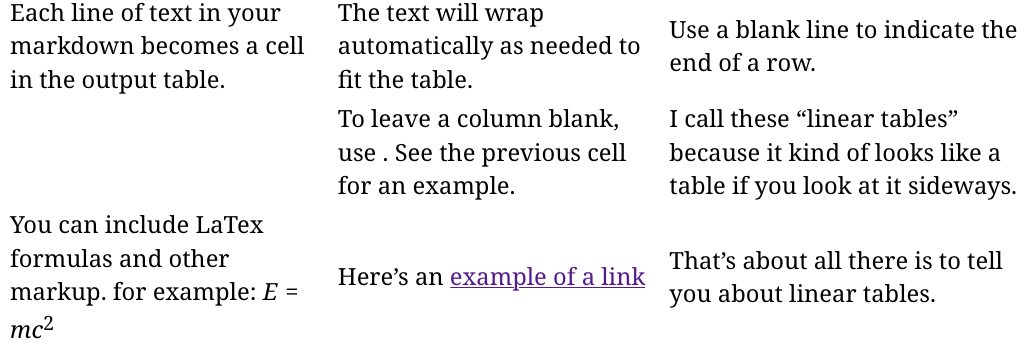 Each line of text in your
markdown becomes a cell
in the output table.
The text will wrap
automatically as needed to
fit the table.
Use a blank line to indicate the
end of a row.
To leave a column blank,
use . See the previous cell
for an example.
I call these “linear tables”
because it kind of looks like a
table if you look at it sideways.
You can include LaTex
formulas and other
markup. for example: E =
mc²
Here’s an example of a link
That’s about all there is to tell
you about linear tables.